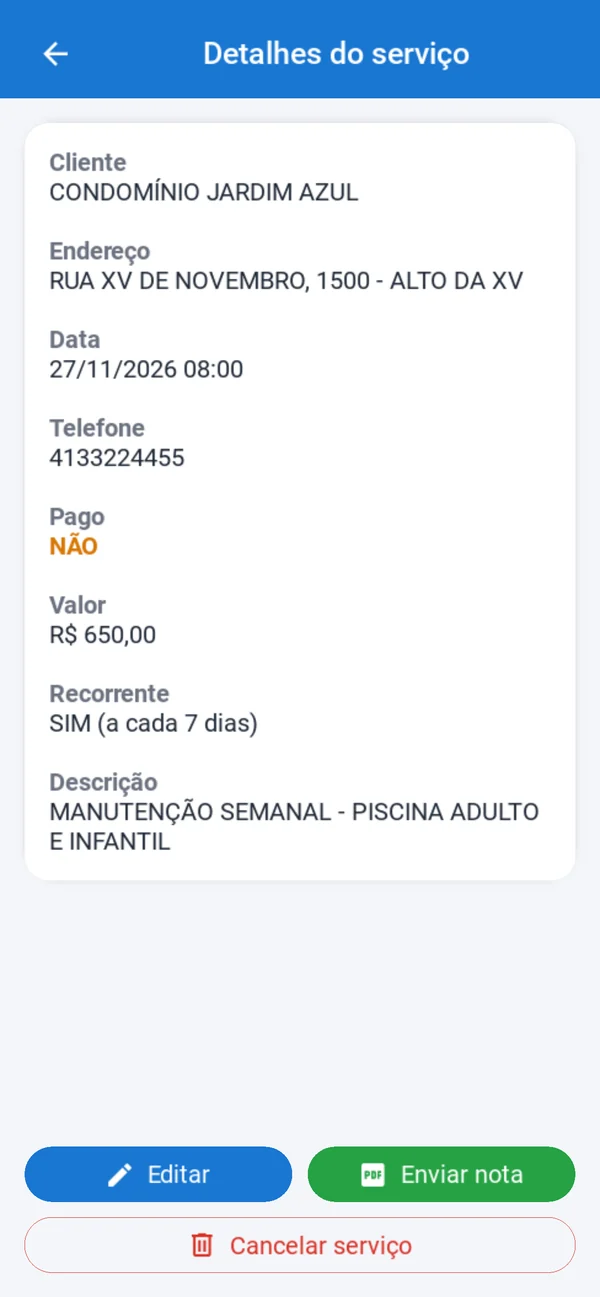 Detalhes do serviço
Cliente
CONDOMÍNIO JARDIM AZUL
Endereço
RUA XV DE NOVEMBRO, 1500 - ALTO DA XV
Data
27/11/2026 08:00
Telefone
4133224455
Pago
NÃO
Valor
R$ 650,00
Recorrente
SIM (a cada 7 dias)
Descrição
MANUTENÇÃO SEMANAL - PISCINA ADULTO
E INFANTIL
Editar
PDF Enviar nota
Cancelar serviço